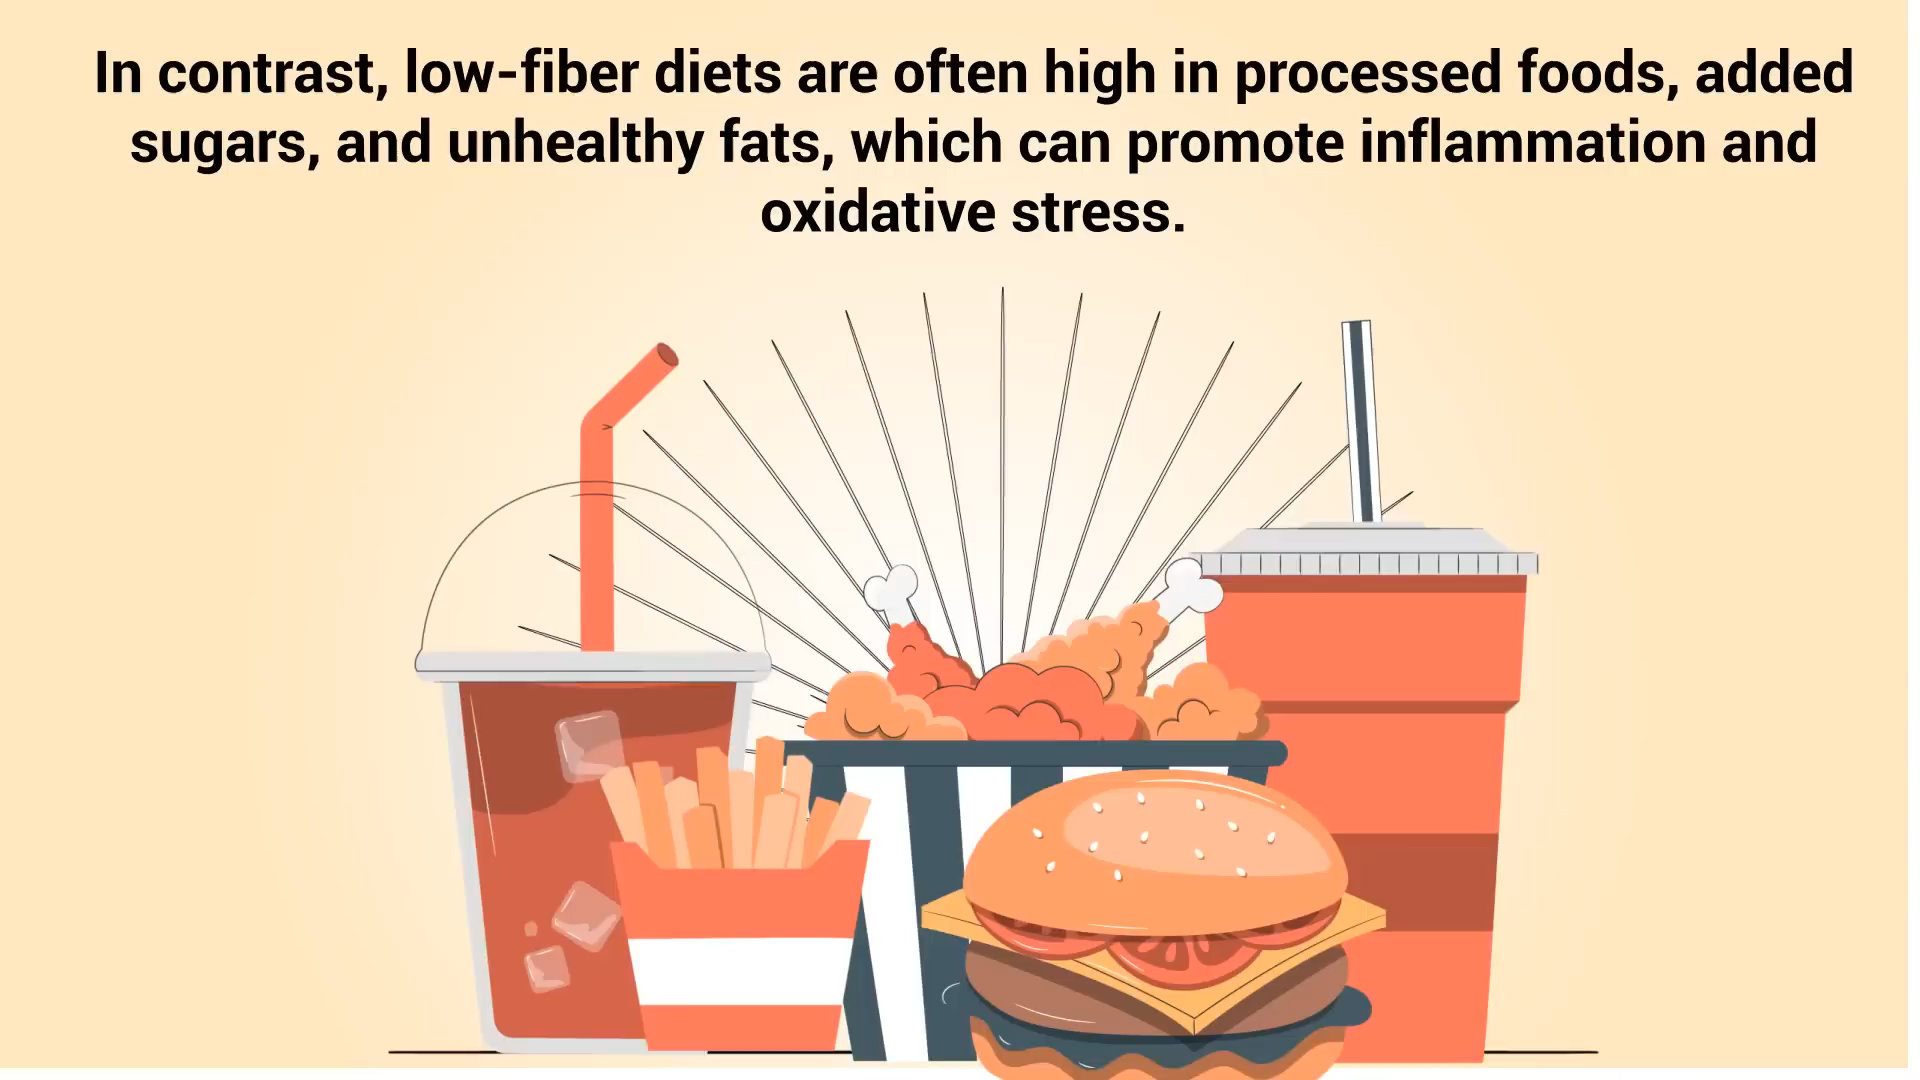 In contrast, low-fiber diets are often high in processed foods, added
sugars, and unhealthy fats, which can promote inflammation and
oxidative stress.